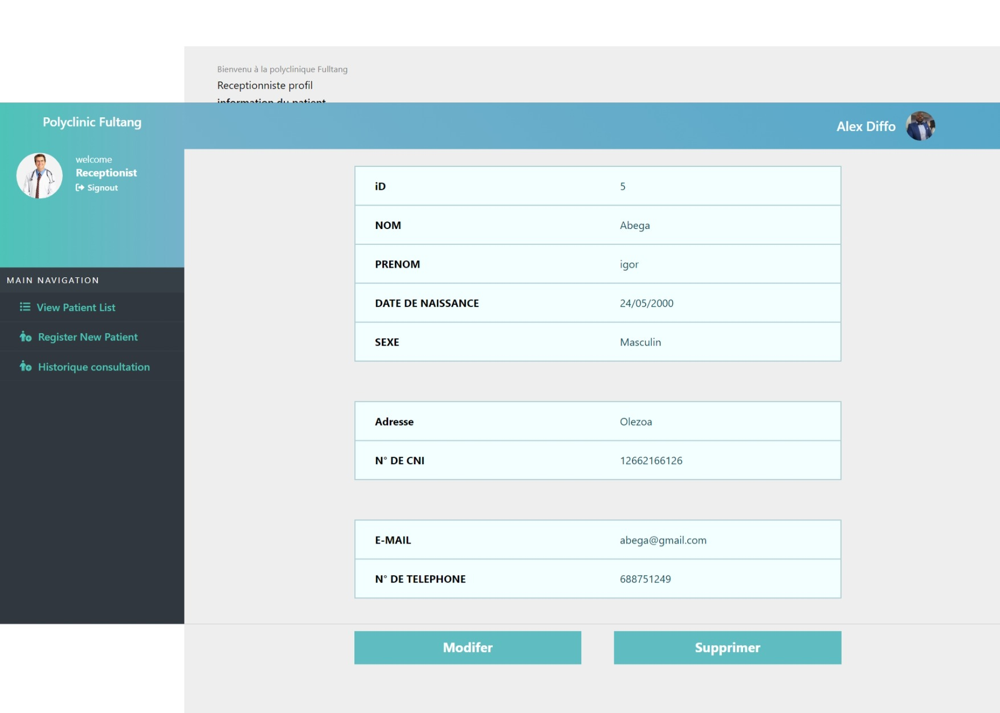 Bienvenu à la polyclinique Fulltang
Receptionniste profil
information du patient
Polyclinic Fultang
Alex Diffo
welcome
Receptionist
Signout
MAIN NAVIGATION
View Patient List
Register New Patient
Historique consultation
iD 5
NOM Abega
PRENOM igor
DATE DE NAISSANCE 24/05/2000
SEXE Masculin
Adresse Olezoa
N° DE CNI 12662166126
E-MAIL abega@gmail.com
N° DE TELEPHONE 688751249
Modifer Supprimer